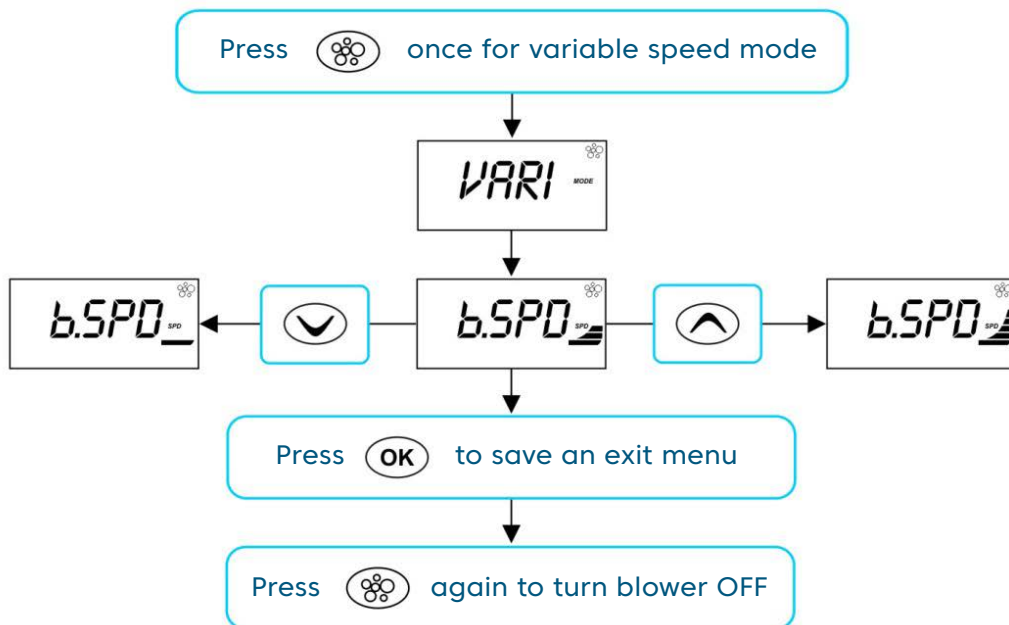 Press once for variable speed mode
VARI MODE
b.SPD SPD
b.SPD SPD
b.SPD SPD
Press OK to save an exit menu
Press again to turn blower OFF